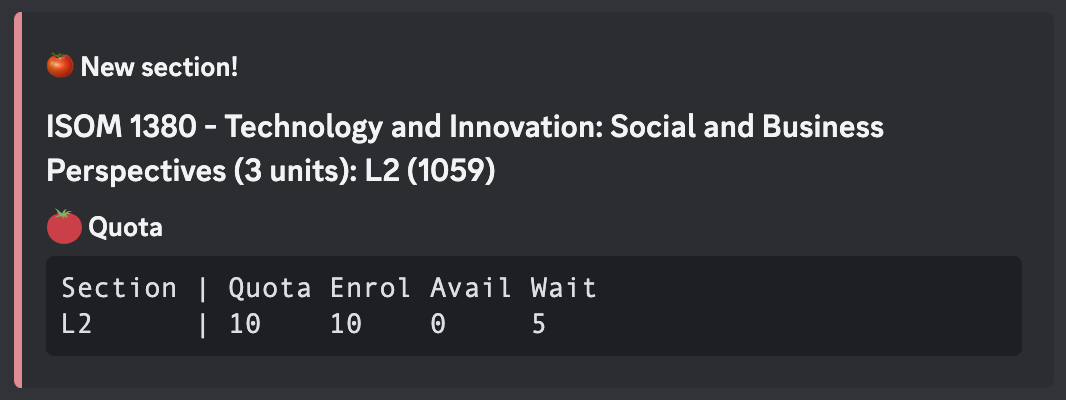 🍅 New section!
ISOM 1380 - Technology and Innovation: Social and Business
Perspectives (3 units): L2 (1059)
🍅 Quota
Section | Quota Enrol Avail Wait
L2      | 10    10    0     5